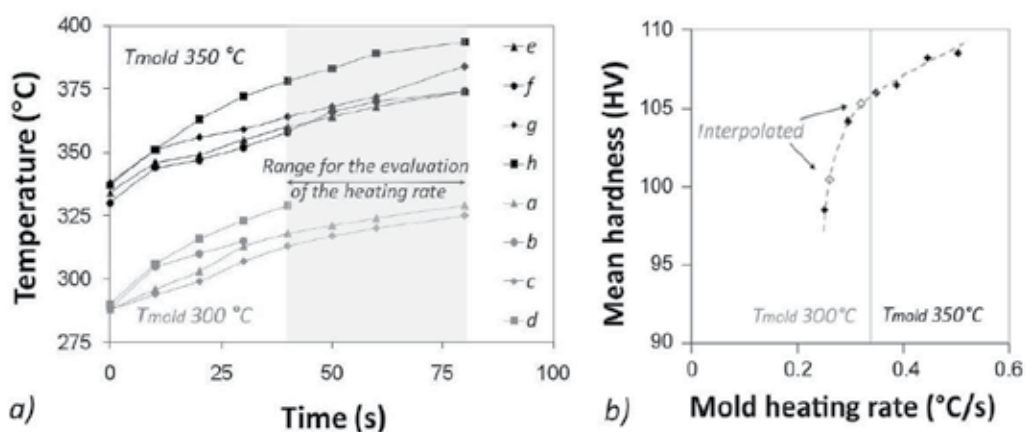 400
375
350
325
300
275
Temperature (°C)
Tmold 350 °C
Range for the evaluation
of the heating rate
Tmold 300 °C
0
25
50
75
100
Time (s)
a)
e
f
g
h
a
b
c
d
110
105
100
95
90
Mean hardness (HV)
Interpolated
Tmold 300°C
Tmold 350°C
0
0.2
0.4
0.6
Mold heating rate (°C/s)
b)